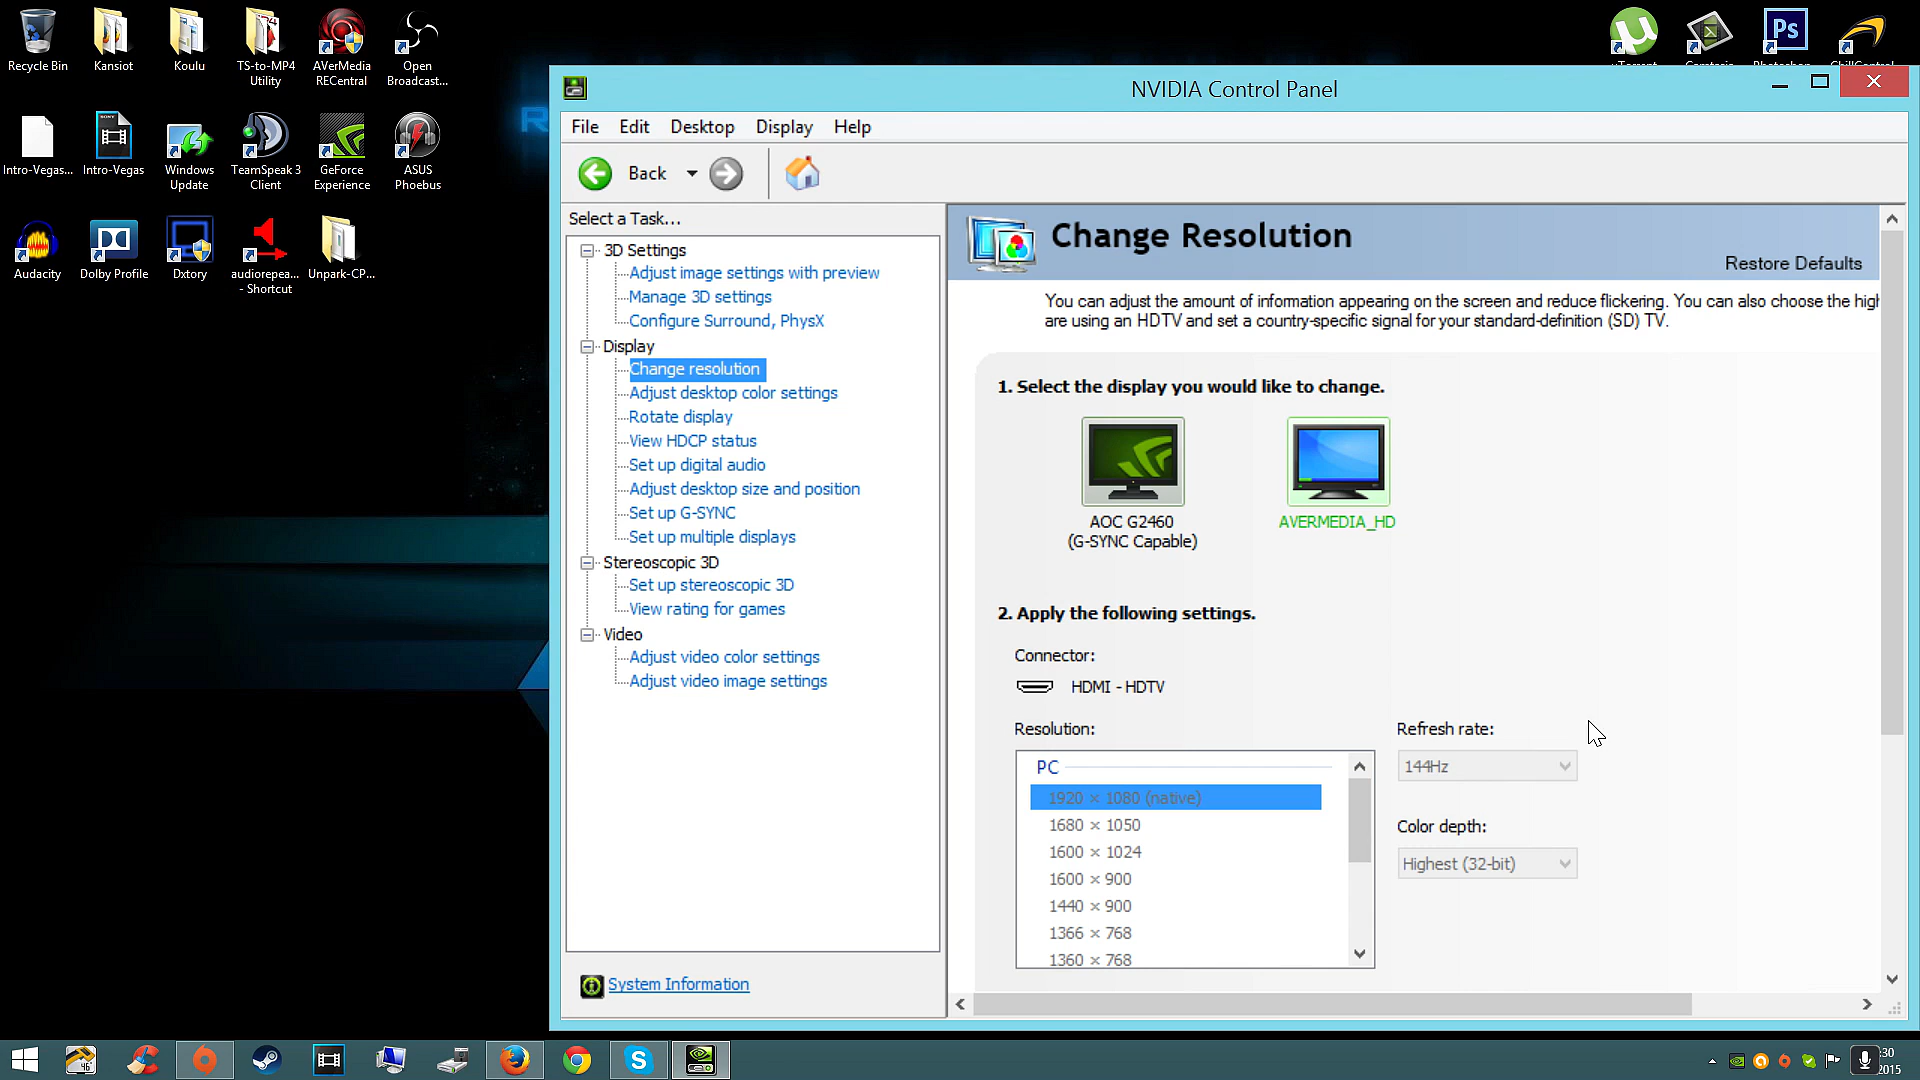 Recycle Bin
Kansiot
Koulu
TS-to-MP4
Utility
AVerMedia
RECentral
Open
Broadcast...
Intro-Vegas...
Intro-Vegas
Windows
Update
TeamSpeak 3
Client
GeForce
Experience
ASUS
Phoebus
Audacity
Dolby Profile
Dxtory
audiorepea...
- Shortcut
Unpark-CP...
Ps
NVIDIA Control Panel
File Edit Desktop Display Help
Back
Select a Task...
3D Settings
Adjust image settings with preview
Manage 3D settings
Configure Surround, PhysX
Display
Change resolution
Adjust desktop color settings
Rotate display
View HDCP status
Set up digital audio
Adjust desktop size and position
Set up G-SYNC
Set up multiple displays
Stereoscopic 3D
Set up stereoscopic 3D
View rating for games
Video
Adjust video color settings
Adjust video image settings
System Information
Change Resolution
Restore Defaults
You can adjust the amount of information appearing on the screen and reduce flickering. You can also choose the hig
are using an HDTV and set a country-specific signal for your standard-definition (SD) TV.
1. Select the display you would like to change.
AOC G2460
(G-SYNC Capable)
AVERMEDIA_HD
2. Apply the following settings.
Connector:
HDMI - HDTV
Resolution:
PC
1920 × 1080 (native)
1680 × 1050
1600 × 1024
1600 × 900
1440 × 900
1366 × 768
1360 × 768
Refresh rate:
144Hz
Color depth:
Highest (32-bit)
:30
2015